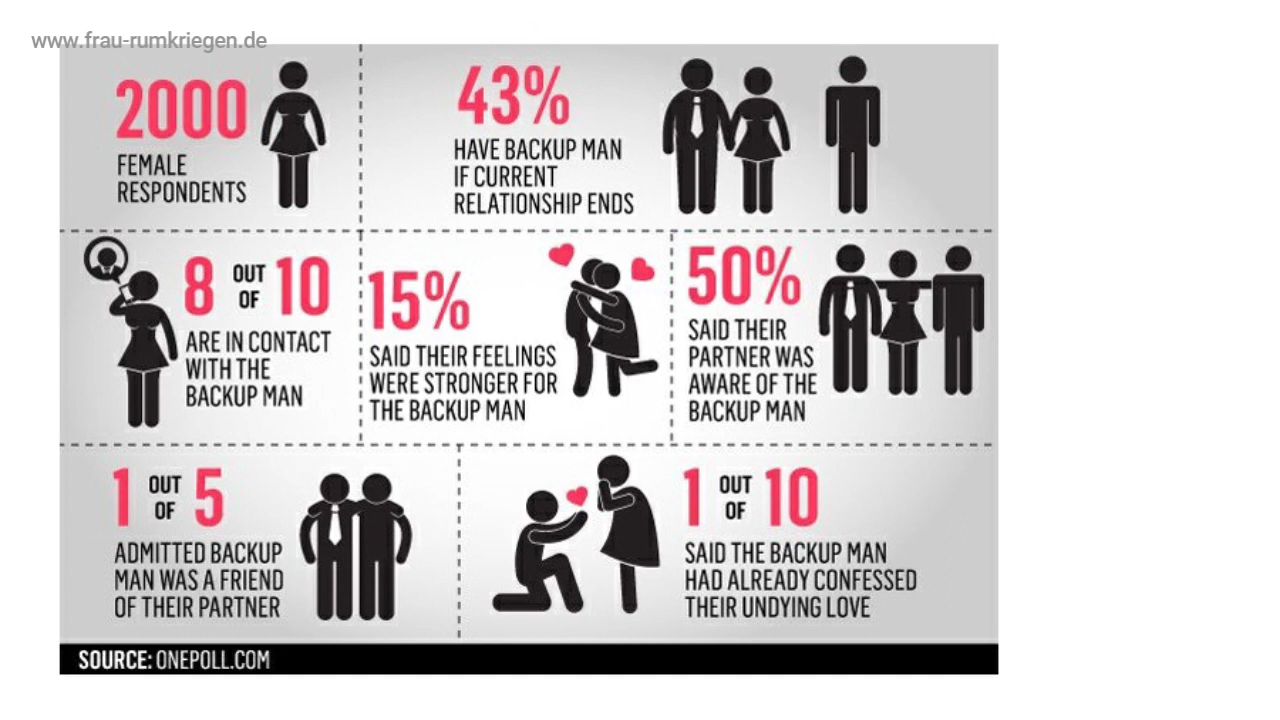 www.frau-rumkriegen.de
2000
FEMALE
RESPONDENTS
43%
HAVE BACKUP MAN
IF CURRENT
RELATIONSHIP ENDS
8 OUT OF 10
ARE IN CONTACT
WITH THE
BACKUP MAN
15%
SAID THEIR FEELINGS
WERE STRONGER FOR
THE BACKUP MAN
50%
SAID THEIR
PARTNER WAS
AWARE OF THE
BACKUP MAN
1 OUT OF 5
ADMITTED BACKUP
MAN WAS A FRIEND
OF THEIR PARTNER
1 OUT OF 10
SAID THE BACKUP MAN
HAD ALREADY CONFESSED
THEIR UNDYING LOVE
SOURCE: ONEPOLL.COM